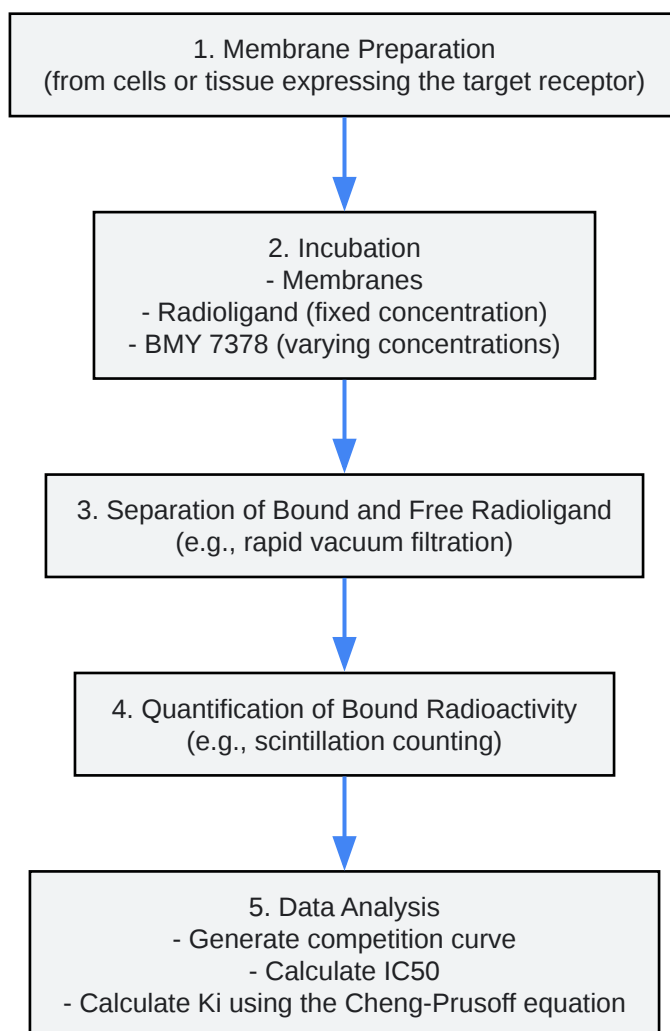 1. Membrane Preparation
(from cells or tissue expressing the target receptor)
2. Incubation
- Membranes
- Radioligand (fixed concentration)
- BMY 7378 (varying concentrations)
3. Separation of Bound and Free Radioligand
(e.g., rapid vacuum filtration)
4. Quantification of Bound Radioactivity
(e.g., scintillation counting)
5. Data Analysis
- Generate competition curve
- Calculate IC50
- Calculate Ki using the Cheng-Prusoff equation